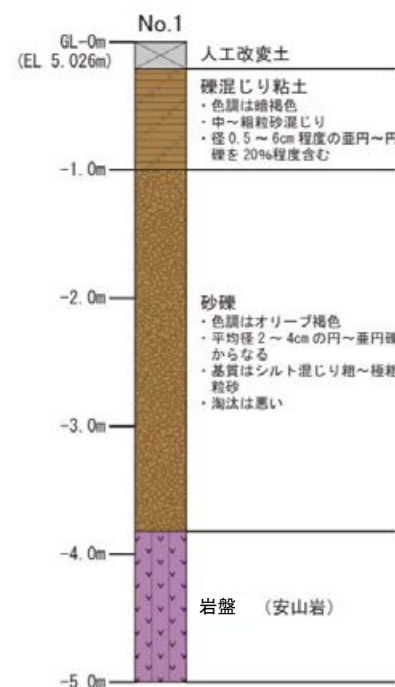 No.1
GL-0m
(EL 5.026m)
人工改変土
礫混じり粘土
・色調は暗褐色
・中～粗粒砂混じり
・径0.5～6cm程度の亜円～円
礫を20%程度含む
-1.0m
-2.0m
砂礫
・色調はオリーブ褐色
・平均径2～4cmの円～亜円礫
からなる
・基質はシルト混じり粗～極粗
粒砂
・淘汰は悪い
-3.0m
-4.0m
岩盤 (安山岩)
-5.0m